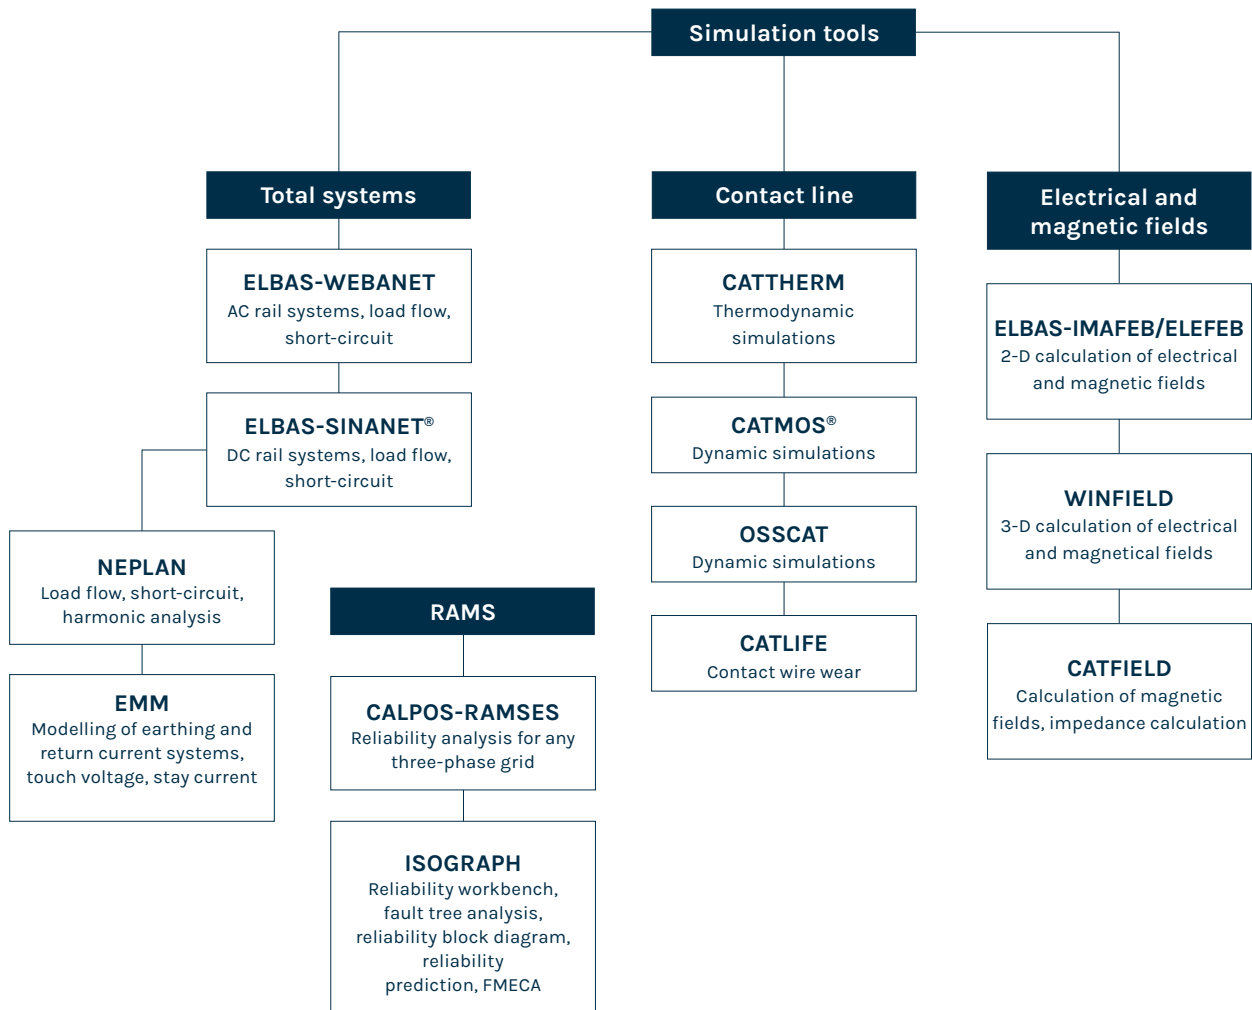 Simulation tools
Total systems
ELBAS-WEBANET
AC rail systems, load flow,
short-circuit
ELBAS-SINANET®
DC rail systems, load flow,
short-circuit
NEPLAN
Load flow, short-circuit,
harmonic analysis
EMM
Modelling of earthing and
return current systems,
touch voltage, stay current
RAMS
CALPOS-RAMSES
Reliability analysis for any
three-phase grid
ISOGRAPH
Reliability workbench,
fault tree analysis,
reliability block diagram,
reliability
prediction, FMECA
Contact line
CATTHERM
Thermodynamic
simulations
CATMOS®
Dynamic simulations
OSSCAT
Dynamic simulations
CATLIFE
Contact wire wear
Electrical and
magnetic fields
ELBAS-IMAFEB/ELEFEB
2-D calculation of electrical
and magnetic fields
WINFIELD
3-D calculation of electrical
and magnetical fields
CATFIELD
Calculation of magnetic
fields, impedance calculation